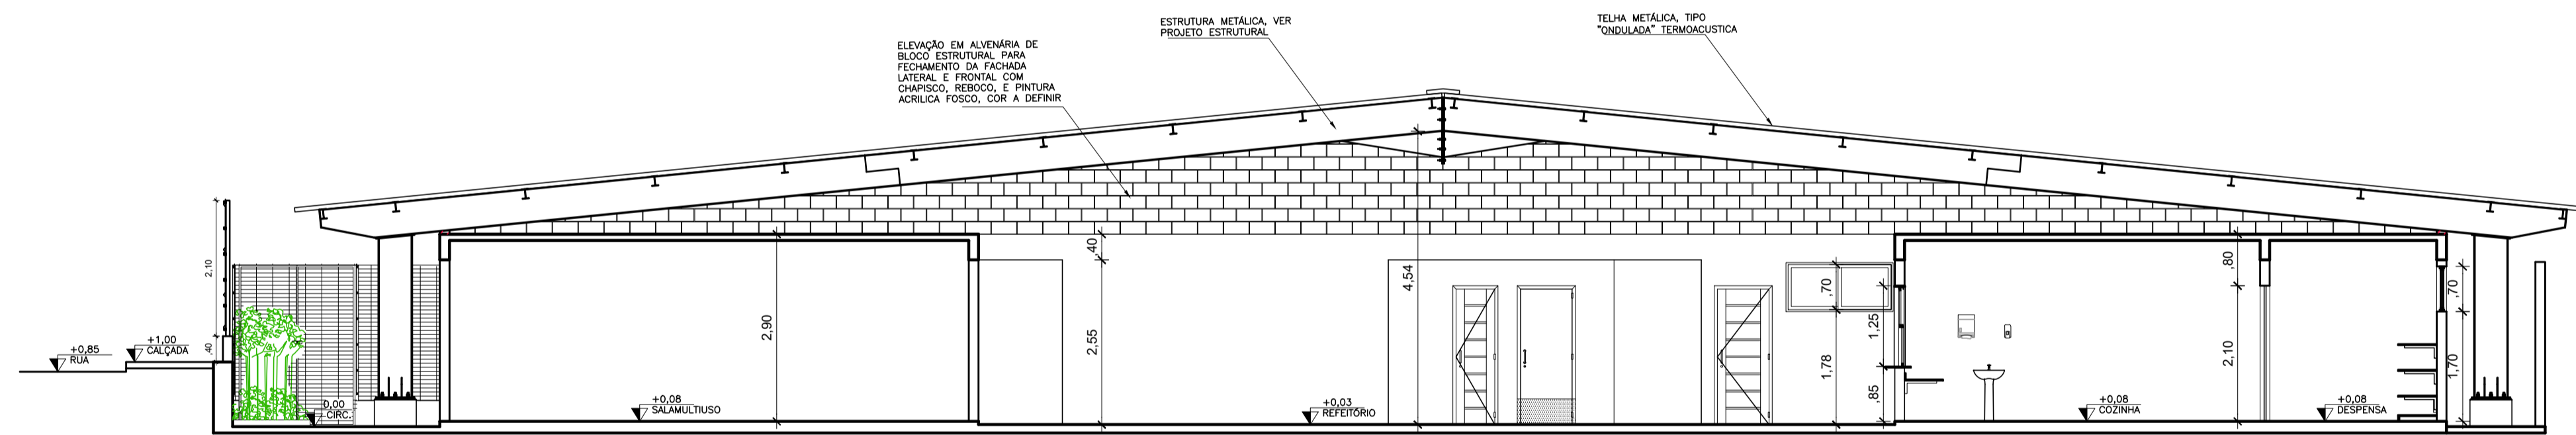 TELHA METÁLICA, TIPO
"ONDULADA" TERMOACUSTICA
ESTRUTURA METÁLICA, VER
PROJETO ESTRUTURAL
ELEVAÇÃO EM ALVENÁRIA DE
BLOCO ESTRUTURAL PARA
FECHAMENTO DA FACHADA
LATERAL E FRONTAL COM
CHAPISCO, REBOCO, E PINTURA
ACRILICA FOSCO, COR A DEFINIR
2,10
,40
+0,85
RUA
+1,00
CALÇADA
0,00
CIRC.
2,90
+0,08
SALAMULTIUSO
,40
2,55
4,54
+0,03
REFEITÓRIO
,70
1,78
1,25
,85
,80
2,10
+0,08
COZINHA
+0,08
DESPENSA
,70
1,70